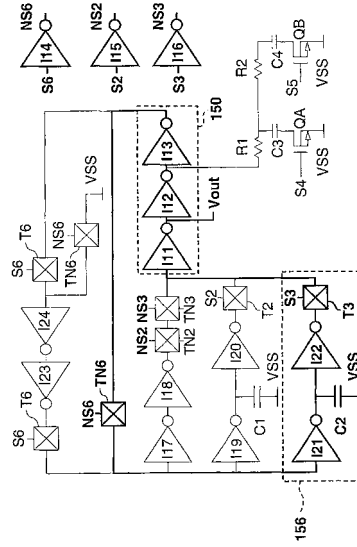 S6
I14
NS6
S2
I15
NS2
S3
I16
NS3
S6
T6
I23
I24
S6
T6
TN6
NS6
VSS
NS6
TN6
I17
I18
NS2
TN2
NS3
TN3
I11
I12
I13
150
Vout
I19
C1
VSS
I20
S2
T2
156
I21
C2
VSS
I22
S3
T3
R1
R2
C3
S4
QA
VSS
C4
S5
QB
VSS